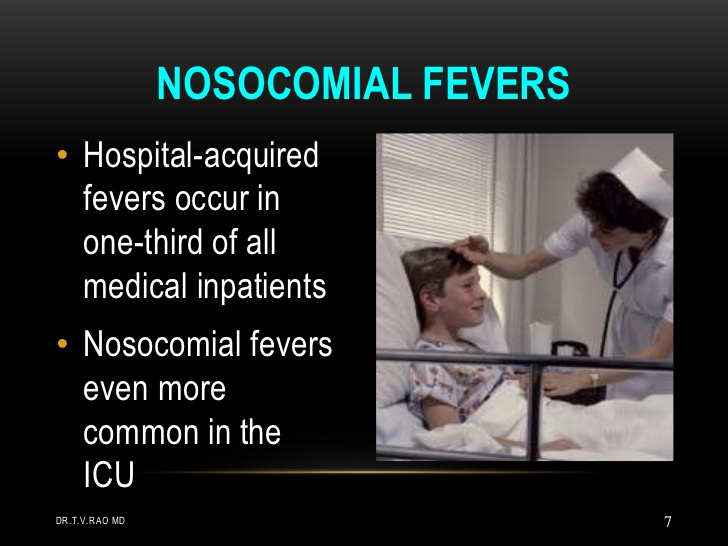 NOSOCOMIAL FEVERS
• Hospital-acquired
fevers occur in
one-third of all
medical inpatients
• Nosocomial fevers
even more
common in the
ICU
DR.T.V.RAO MD
7